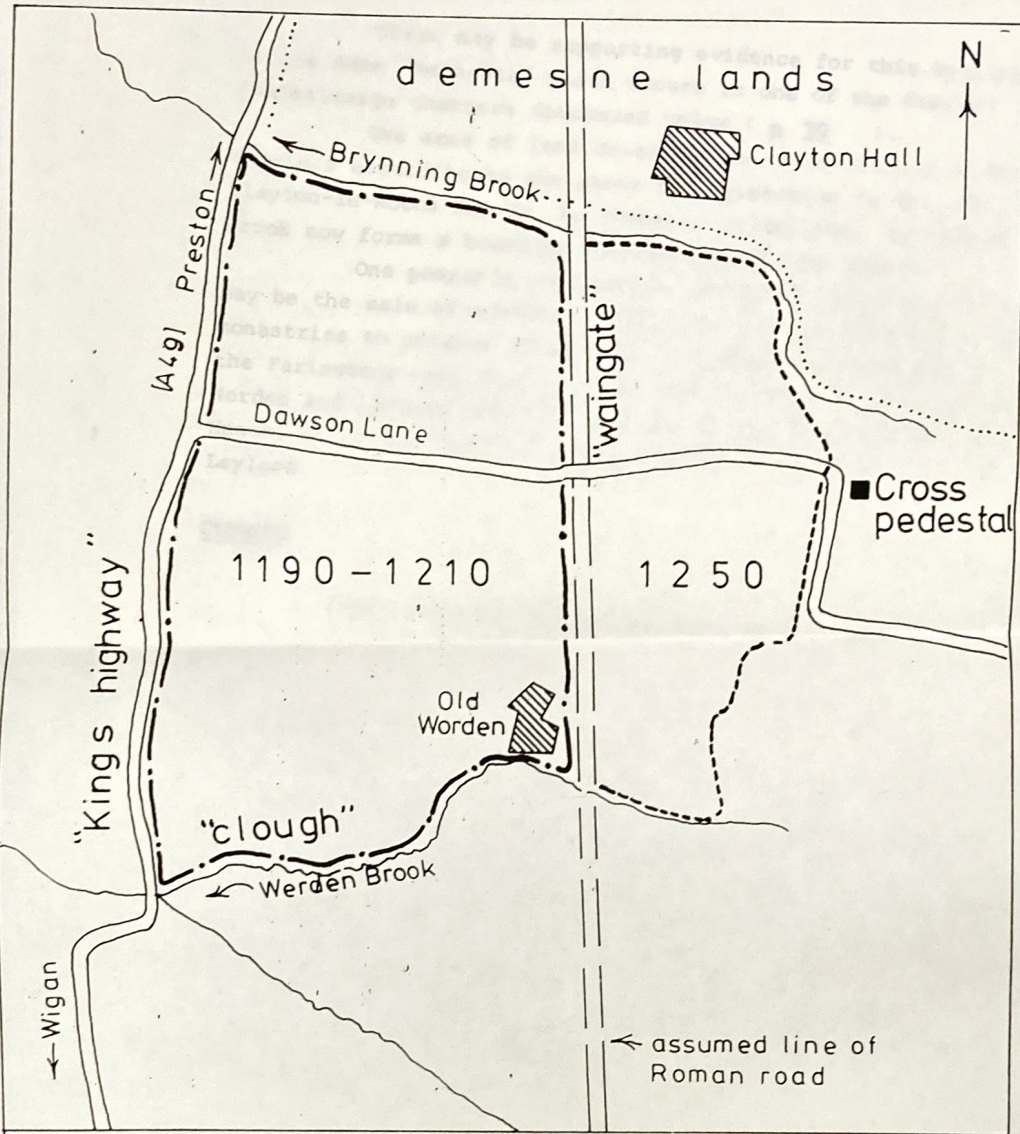 demesne lands
N
Brynning Brook
Clayton Hall
[A49] Preston
"waingate"
Dawson Lane
Cross
pedestal
1190 – 1210
1250
"Kings highway"
Old
Worden
"clough"
Werden Brook
Wigan
assumed line of
Roman road